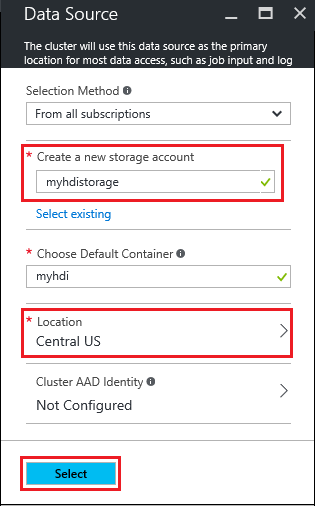 Data Source
The cluster will use this data source as the primary
location for most data access, such as job input and log
Selection Method
From all subscriptions
* Create a new storage account
myhdistorage
Select existing
* Choose Default Container
myhdi
* Location
Central US
Cluster AAD Identity
Not Configured
Select